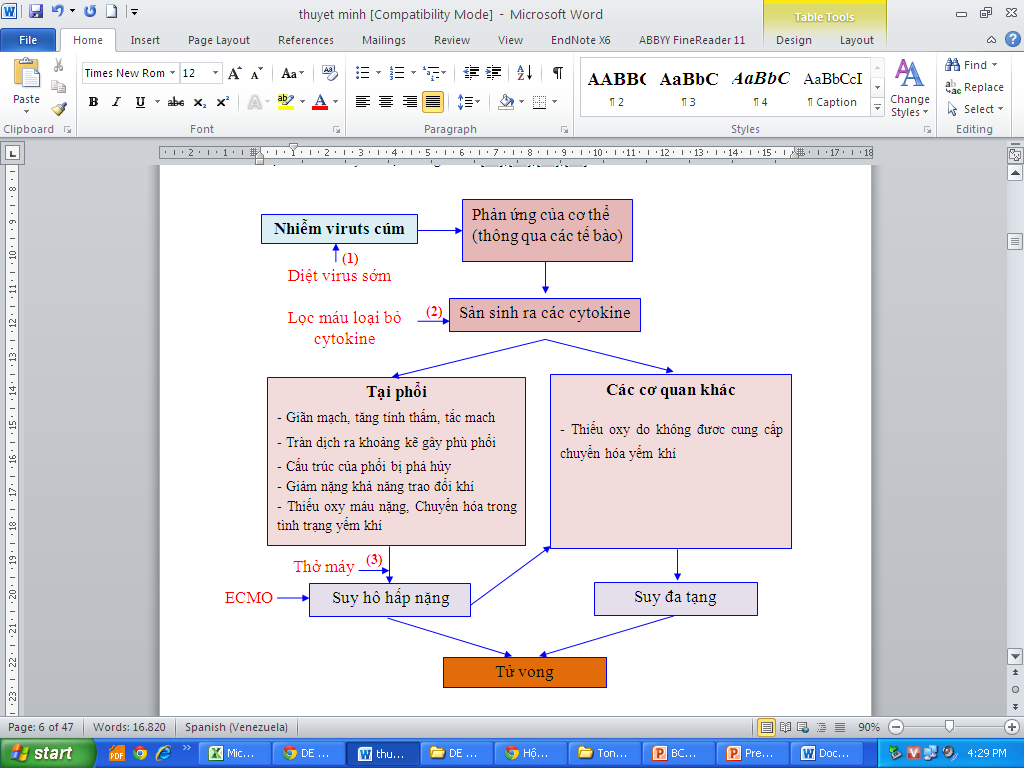 thuyet minh [Compatibility Mode] - Microsoft Word
Table Tools
File Home Insert Page Layout References Mailings Review View EndNote X6 ABBYY FineReader 11 Design Layout
Times New Rom 12
Paste
AABBC AaBbC AaBbC AaBbCcI
¶ 2 ¶ 3 ¶ 4 ¶ Caption
Change Styles
Find
Replace
Select
Clipboard Font Paragraph Styles Editing
Nhiễm viruts cúm
Phản ứng của cơ thể
(thông qua các tế bào)
(1)
Diệt virus sớm
Lọc máu loại bỏ
cytokine
(2)
Sản sinh ra các cytokine
Tại phổi
- Giãn mạch, tăng tính thấm, tắc mach
- Tràn dịch ra khoảng kẽ gây phù phổi
- Cấu trúc của phổi bị phá hủy
- Giảm nặng khả năng trao đổi khí
- Thiếu oxy máu nặng, Chuyển hóa trong
tình trạng yếm khí
Các cơ quan khác
- Thiếu oxy do không được cung cấp
chuyển hóa yếm khí
Thở máy
(3)
ECMO
Suy hô hấp nặng
Suy đa tạng
Tử vong
Page: 6 of 47 Words: 16.820 Spanish (Venezuela) 90%
start Mic... DE ... thu... DE ... Hộ... Ton... BC... Pre... Doc... 4:29 PM